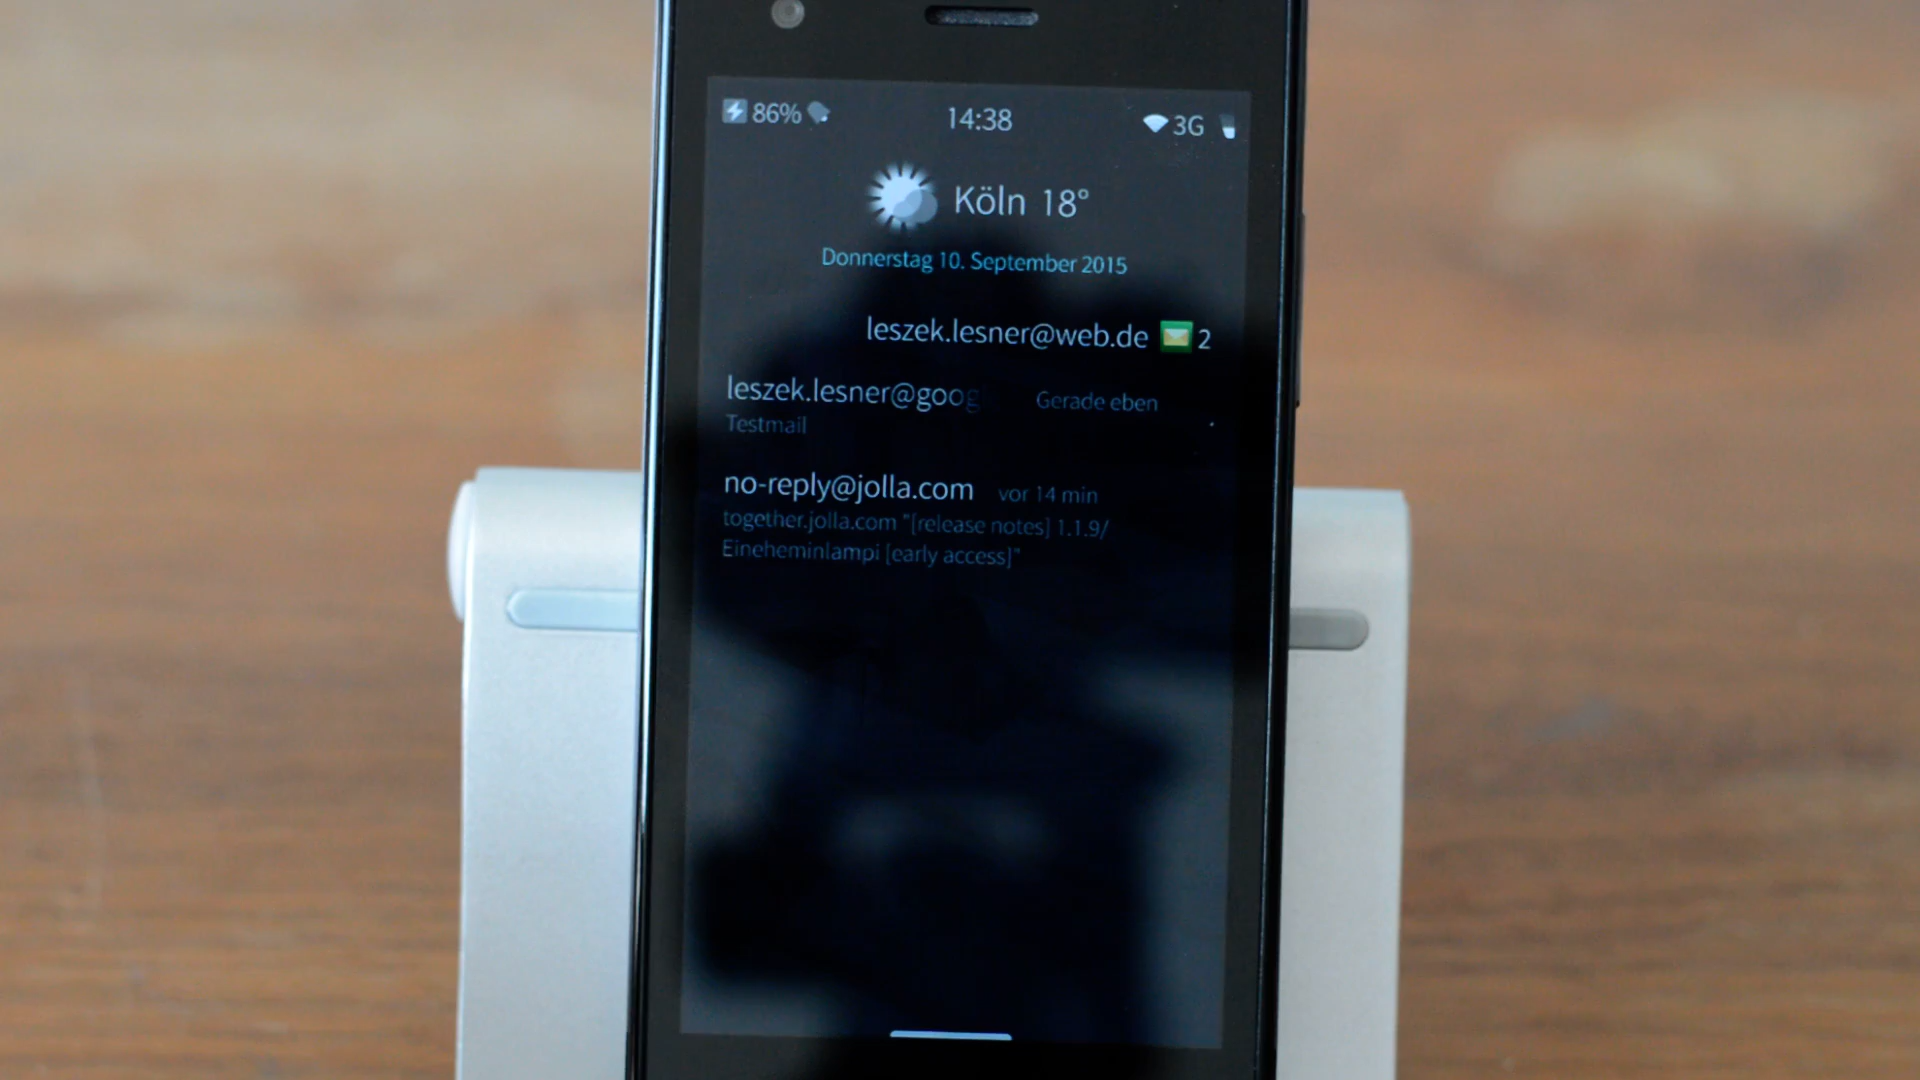 86% 14:38 3G
Köln 18°
Donnerstag 10. September 2015
leszek.lesner@web.de 2
leszek.lesner@goog Gerade eben
Testmail
no-reply@jolla.com vor 14 min
together.jolla.com "[release notes] 1.1.9/
Eineheminlampi [early access]"